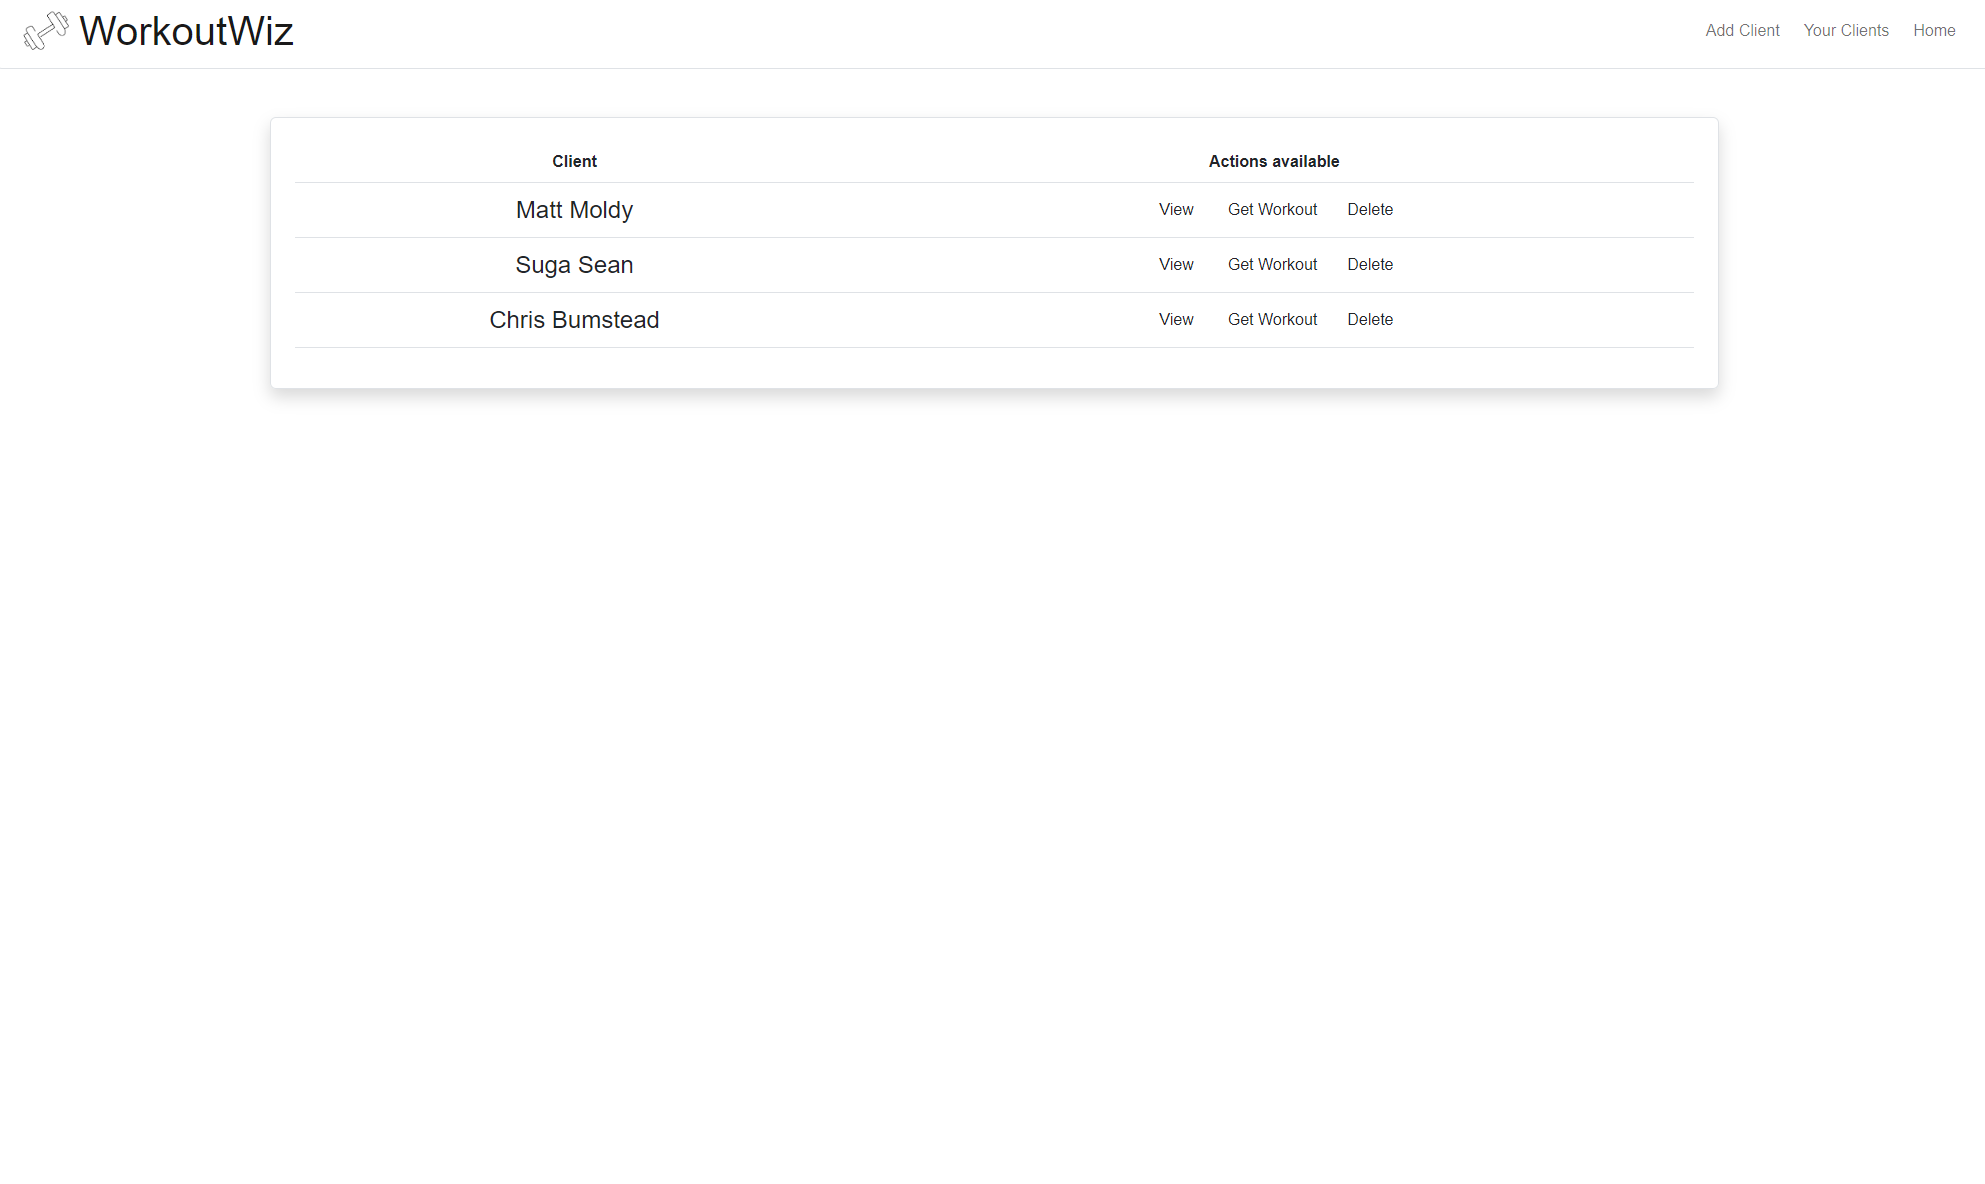 WorkoutWiz
Add Client Your Clients Home
Client Actions available
Matt Moldy View Get Workout Delete
Suga Sean View Get Workout Delete
Chris Bumstead View Get Workout Delete